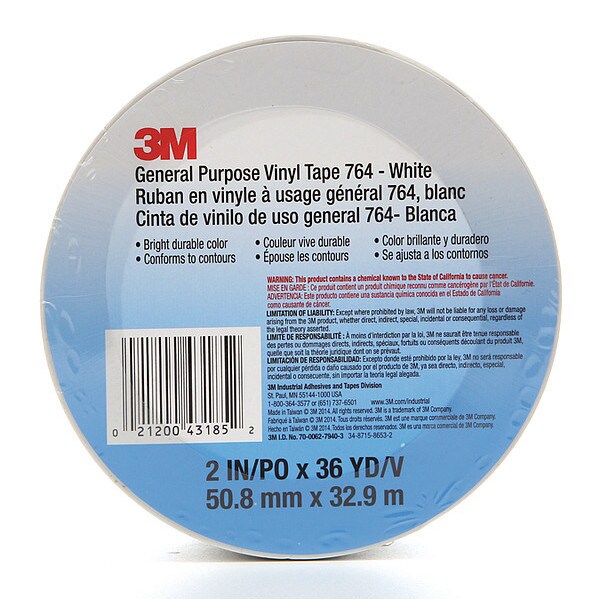 3M
General Purpose Vinyl Tape 764 - White
Ruban en vinyle à usage général 764, blanc
Cinta de vinilo de uso general 764- Blanca
• Bright durable color
• Conforms to contours
• Couleur vive durable
• Épouse les contours
• Color brillante y duradero
• Se ajusta a los contornos
WARNING: This product contains a chemical known to the State of California to cause cancer.
MISE EN GARDE : Ce produit contient un produit chimique reconnu comme cancérogène par l'État de Californie.
ADVERTENCIA: Este producto contiene una sustancia química conocida en el Estado de California
como causante de cáncer.
LIMITATION OF LIABILITY: Except where prohibited by law, 3M will not be liable for any loss or damage
arising from the 3M product, whether direct, indirect, special, incidental or consequential, regardless of
the legal theory asserted.
LIMITE DE RESPONSABILITÉ : À moins d'interdiction par la loi, 3M ne saurait être tenue responsable
des pertes ou dommages directs, indirects, spéciaux, fortuits ou conséquents découlant du produit 3M,
quelle que soit la théorie juridique dont on se prévaut.
LIMITACIÓN DE RESPONSABILIDAD: Excepto donde esté prohibido por la ley, 3M no será responsable
por cualquier pérdida o daño causado por el producto de 3M, ya sea directo, indirecto, especial,
incidental o consecuente, sin importar la teoría legal alegada.
3M Industrial Adhesives and Tapes Division
St. Paul, MN 55144-1000 USA
1-800-364-3577 or (651) 737-6501
www.3M.com/industrial
Made in Taiwan © 3M 2014. All rights reserved. 3M is a trademark of 3M Company.
Fabriqué à Taïwan © 3M 2014. Tous droits réservés. 3M est une marque de commerce de 3M Company.
Hecho en Taiwán © 3M 2014. Todos los derechos reservados. 3M es una marca comercial de 3M Company.
3M I.D. No. 70-0062-7940-3
34-8715-8653-2
0 21200 43185 2
2 IN/PO x 36 YD/V
50.8 mm x 32.9 m